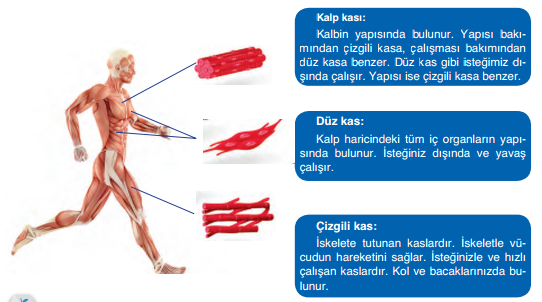 Kalp kası:
Kalbin yapısında bulunur. Yapısı bakı-
mından çizgili kasa, çalışması bakımından
düz kasa benzer. Düz kas gibi isteğimiz dı-
şında çalışır. Yapısı ise çizgili kasa benzer.
Düz kas:
Kalp haricindeki tüm iç organların yapı-
sında bulunur. İsteğiniz dışında ve yavaş
çalışır.
Çizgili kas:
İskelete tutunan kaslardır. İskeletle vü-
cudun hareketini sağlar. İsteğinizle ve hızlı
çalışan kaslardır. Kol ve bacaklarınızda bu-
lunur.